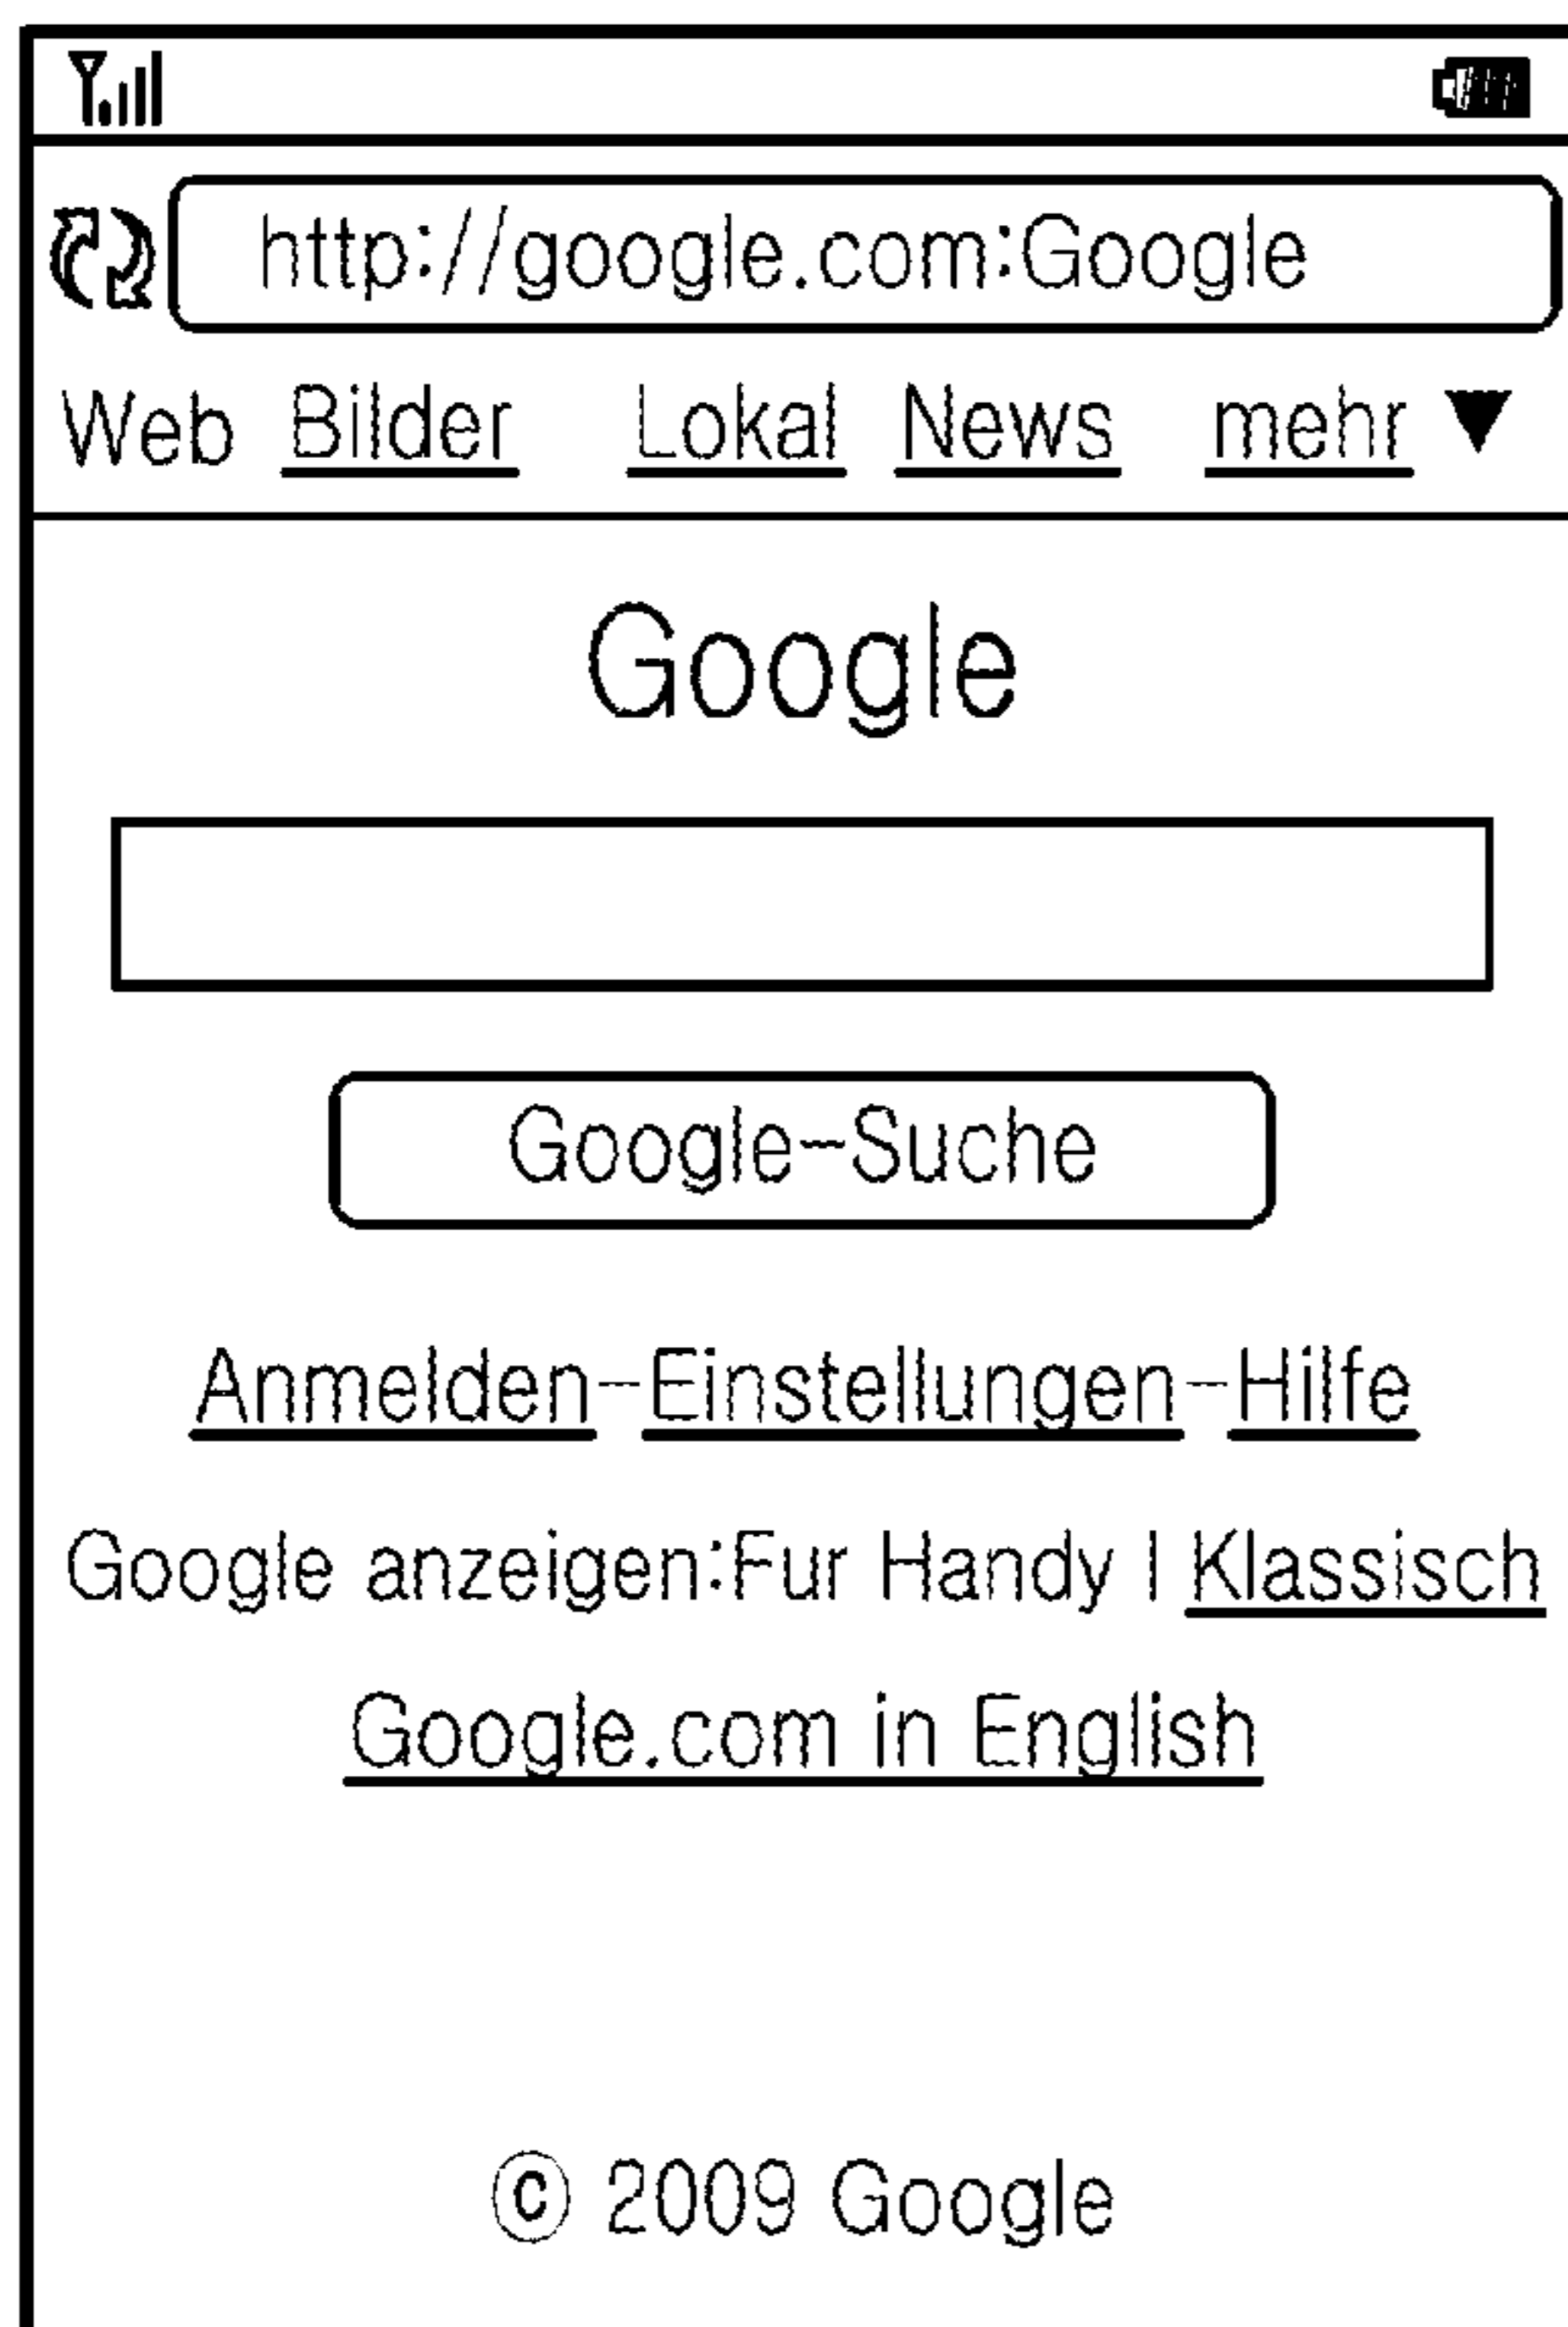 http://google.com:Google
Web Bilder Lokal News mehr ▼
Google
Google-Suche
Anmelden-Einstellungen-Hilfe
Google anzeigen:Fur Handy | Klassisch
Google.com in English
© 2009 Google